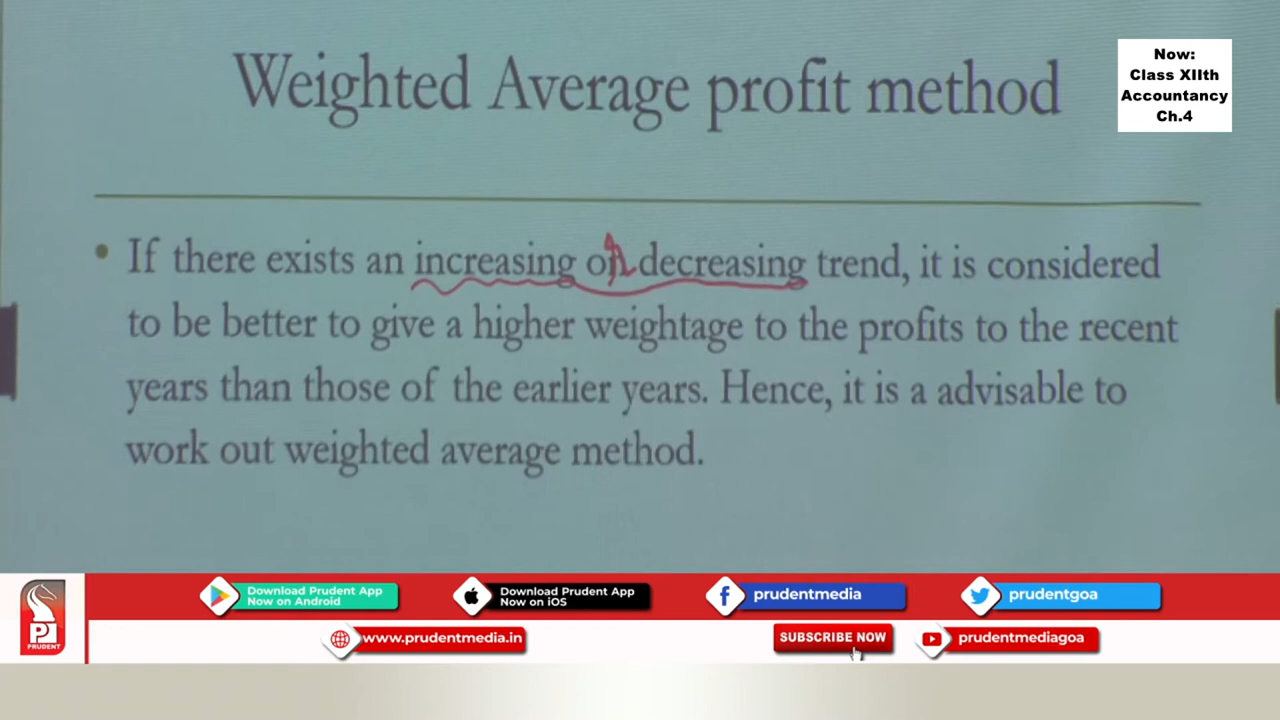 Weighted Average profit method
Now:
Class XIIth
Accountancy
Ch.4
If there exists an increasing or decreasing trend, it is considered
to be better to give a higher weightage to the profits to the recent
years than those of the earlier years. Hence, it is a advisable to
work out weighted average method.
Download Prudent App
Now on Android
Download Prudent App
Now on iOS
prudentmedia
prudentgoa
PRUDENT
www.prudentmedia.in
SUBSCRIBE NOW
prudentmediagoa